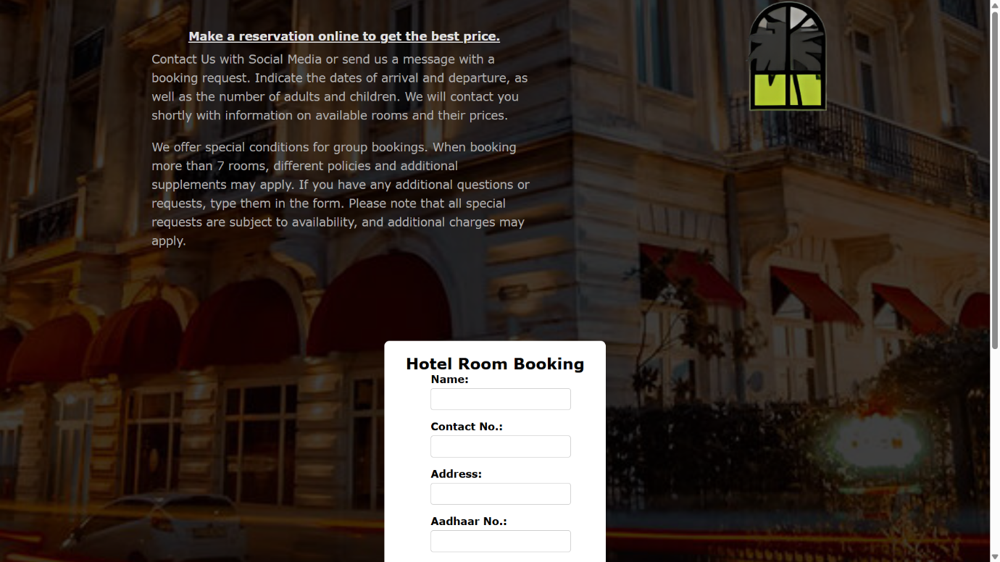 Make a reservation online to get the best price.
Contact Us with Social Media or send us a message with a
booking request. Indicate the dates of arrival and departure, as
well as the number of adults and children. We will contact you
shortly with information on available rooms and their prices.
We offer special conditions for group bookings. When booking
more than 7 rooms, different policies and additional
supplements may apply. If you have any additional questions or
requests, type them in the form. Please note that all special
requests are subject to availability, and additional charges may
apply.
Hotel Room Booking
Name:
Contact No.:
Address:
Aadhaar No.: